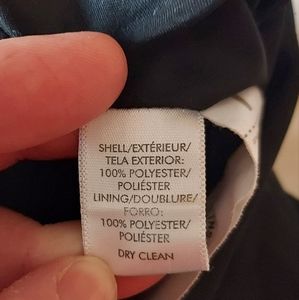 SHELL/EXTÉRIEUR/
TELA EXTERIOR:
100% POLYESTER/
POLIÉSTER
LINING/DOUBLURE/
FORRO:
100% POLYESTER/
POLIÉSTER
DRY CLEAN